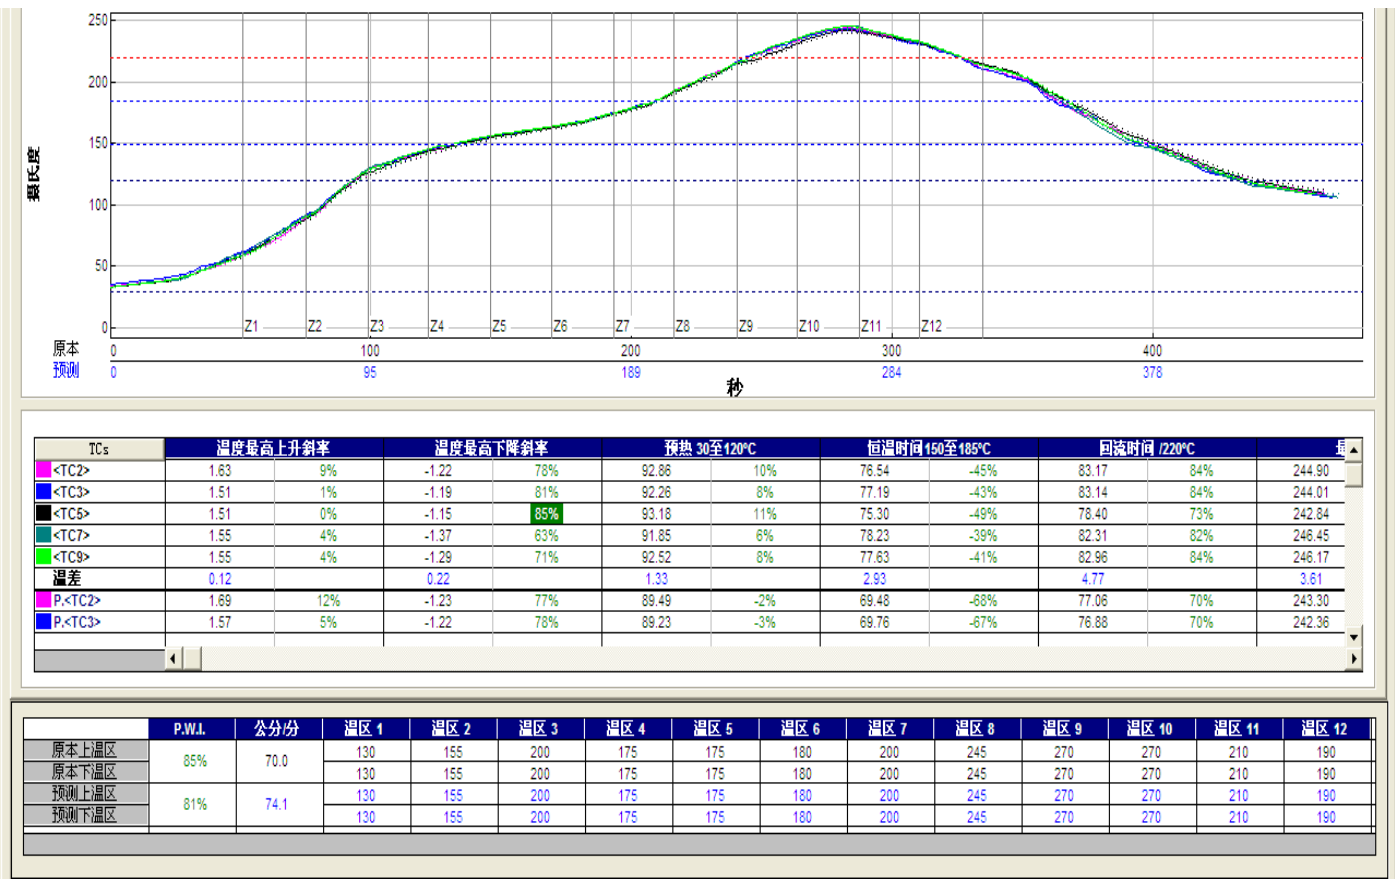 250
200
150
100
50
0
摄氏度
Z1 Z2 Z3 Z4 Z5 Z6 Z7 Z8 Z9 Z10 Z11 Z12
原本 0 100 200 300 400
预测 0 95 189 284 378
秒
TCs 温度最高上升斜率 温度最高下降斜率 预热 30至120°C 恒温时间150至185°C 回流时间 /220°C
<TC2> 1.63 9% -1.22 78% 92.86 10% 76.54 -45% 83.17 84% 244.90
<TC3> 1.51 1% -1.19 81% 92.26 8% 77.19 -43% 83.14 84% 244.01
<TC5> 1.51 0% -1.15 85% 93.18 11% 75.30 -49% 78.40 73% 242.84
<TC7> 1.55 4% -1.37 63% 91.85 6% 78.23 -39% 82.31 82% 246.45
<TC9> 1.55 4% -1.29 71% 92.52 8% 77.63 -41% 82.96 84% 246.17
温差 0.12 0.22 1.33 2.93 4.77 3.61
P.<TC2> 1.69 12% -1.23 77% 89.49 -2% 69.48 -68% 77.06 70% 243.30
P.<TC3> 1.57 5% -1.22 78% 89.23 -3% 69.76 -67% 76.88 70% 242.36
P.W.I. 公分/分 温区 1 温区 2 温区 3 温区 4 温区 5 温区 6 温区 7 温区 8 温区 9 温区 10 温区 11 温区 12
原本上温区 85% 70.0 130 155 200 175 175 180 200 245 270 270 210 190
原本下温区 130 155 200 175 175 180 200 245 270 270 210 190
预测上温区 81% 74.1 130 155 200 175 175 180 200 245 270 270 210 190
预测下温区 130 155 200 175 175 180 200 245 270 270 210 190